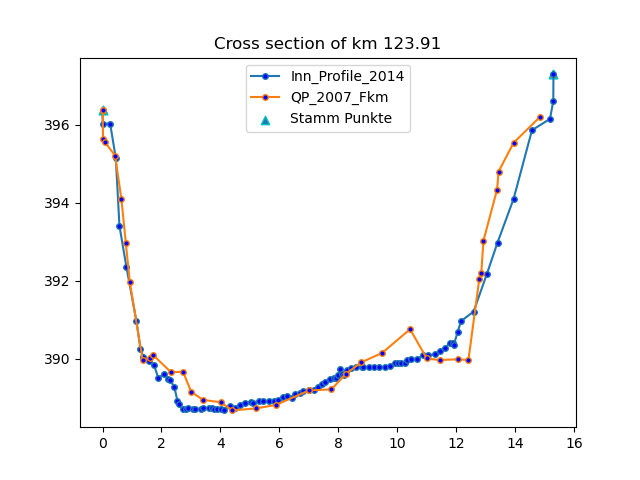 Cross section of km 123.91
Inn_Profile_2014
QP_2007_Fkm
Stamm Punkte
396
394
392
390
0 2 4 6 8 10 12 14 16